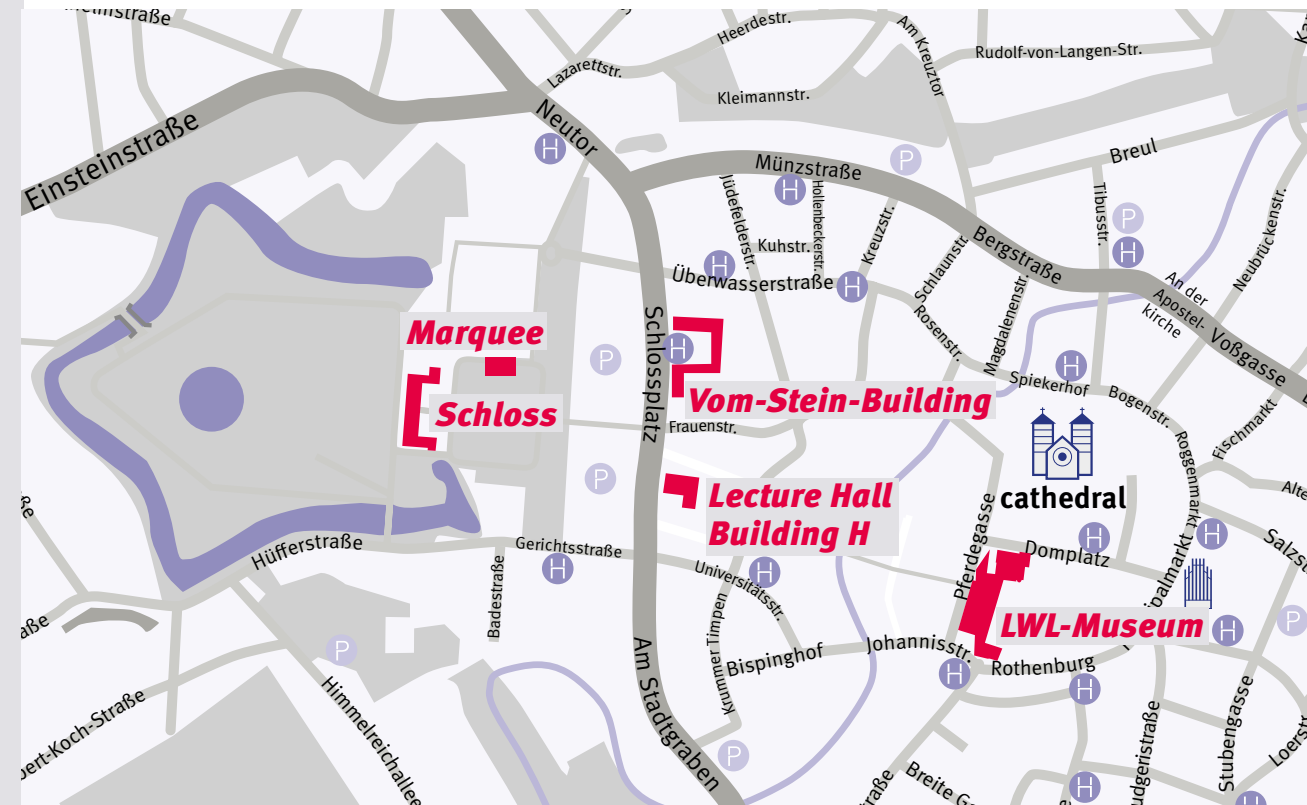 Heerdestr.
Am Kreuztor
Rudolf-von-Langen-Str.
Lazarettstr.
Kleimannstr.
Neutor
Einsteinstraße
H
Münzstraße
P
Breul
H
Jüdefelderstr.
Hollenbeckerstr.
Kreuzstr.
Tibusstr.
P
H
Neubrückenstr.
Kuhstr.
Schlaunstr.
Bergstraße
H
Überwasserstraße
H
Magdalenenstr.
An der
Apostel-
kirche
Voßgasse
Rosenstr.
Schlossplatz
Marquee
P
H
H
Spiekerhof
Bogenstr.
Vom-Stein-Building
Schloss
Frauenstr.
Fischmarkt
Roggenmarkt
P
Lecture Hall
Building H
cathedral
Pferdegasse
Domplatz
H
H
Hüfferstraße
Gerichtsstraße
H
Badestraße
Universitätsstr.
H
Krummer Timpen
Bispinghof
Johannisstr.
LWL-Museum
H
P
P
Rothenburg
H
H
Am Stadtgraben
Himmelreichallee
P
Stubengasse
H
H